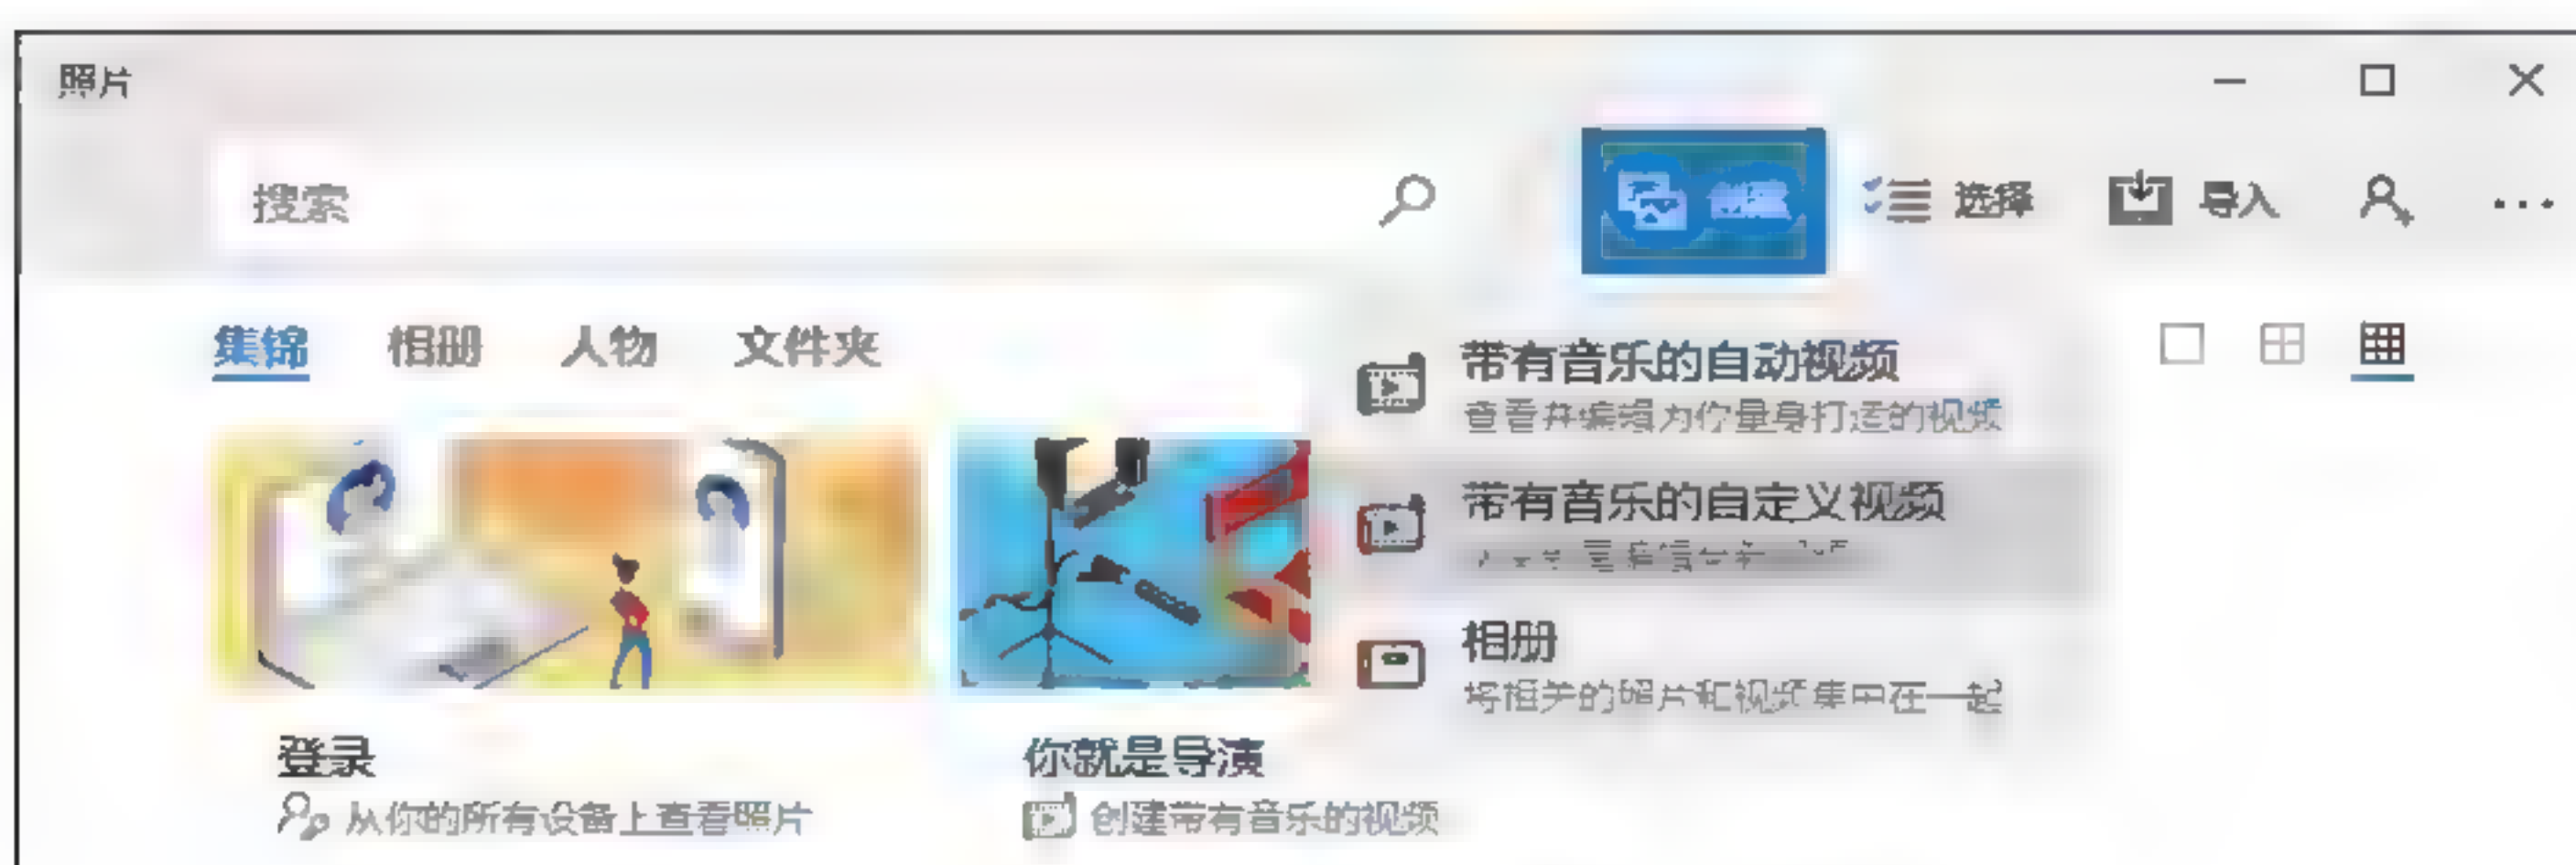 照片
搜索
选择 导入
集锦 相册 人物 文件夹
带有音乐的自动视频
查看并编辑为你量身打造的视频
带有音乐的自定义视频
相册
将相关的照片和视频集中在一起
登录
从你的所有设备上查看照片
你就是导演
创建带有音乐的视频